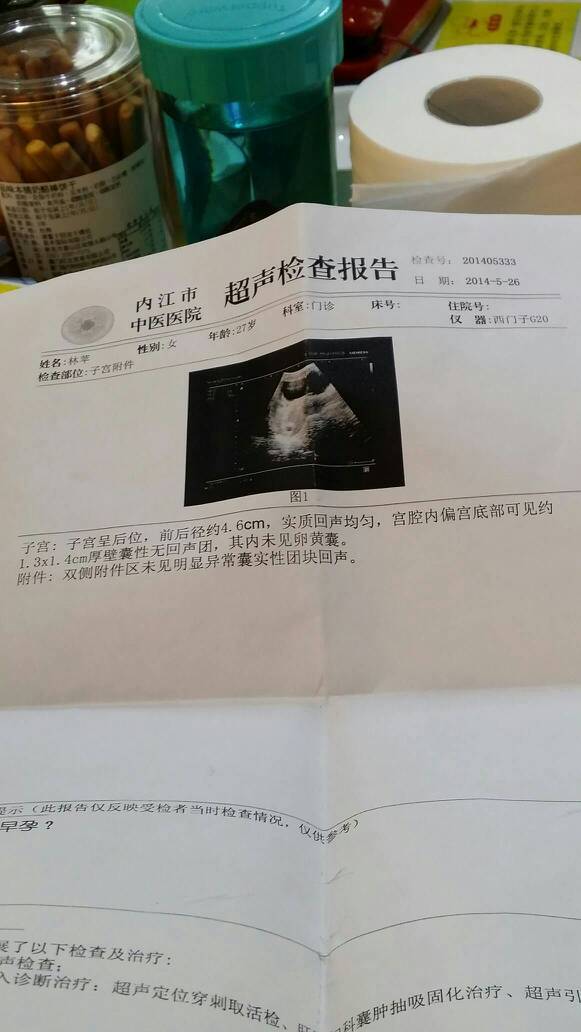 内江市
中医医院
超声检查报告
检查号: 201405333
日 期: 2014-5-26
姓名:林苹
性别:女
年龄:27岁
科室:门诊
床号:
住院号:
检查部位:子宫附件
仪 器:西门子G20
图1
子宫: 子宫呈后位，前后径约4.6cm，实质回声均匀，宫腔内偏宫底部可见约
1.3x1.4cm厚壁囊性无回声团，其内未见卵黄囊。
附件: 双侧附件区未见明显异常囊实性团块回声。
提示（此报告仅反映受检者当时检查情况，仅供参考）
早孕？
展了以下检查及治疗:
声检查;
入诊断治疗: 超声定位穿刺取活检、
科囊肿抽吸固化治疗、超声引